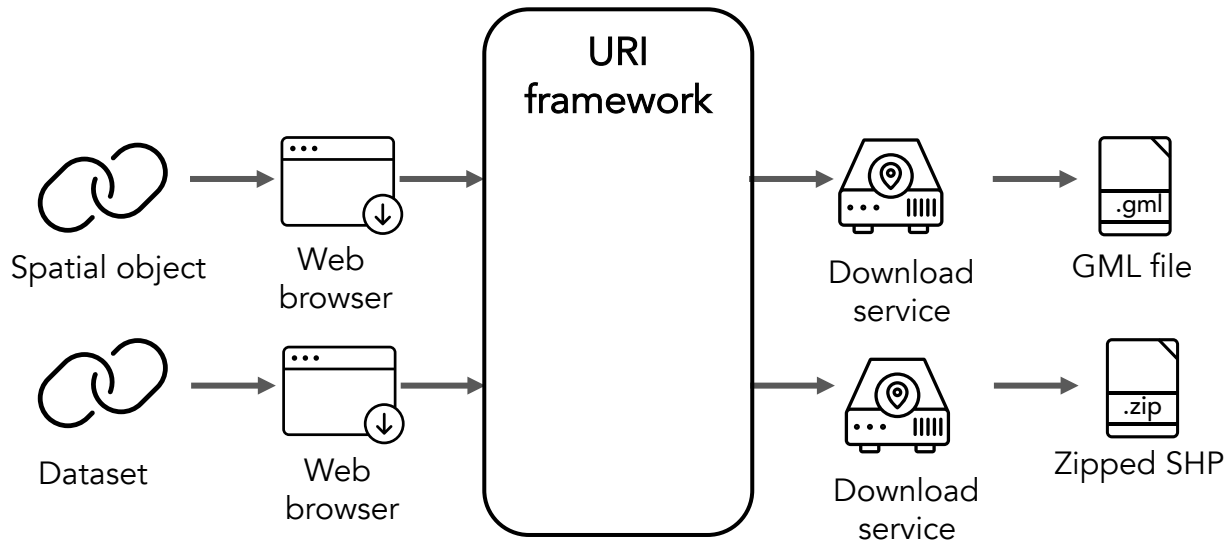 URI
framework
.gml
Spatial object
Web
browser
Download
service
GML file
.zip
Dataset
Web
browser
Download
service
Zipped SHP